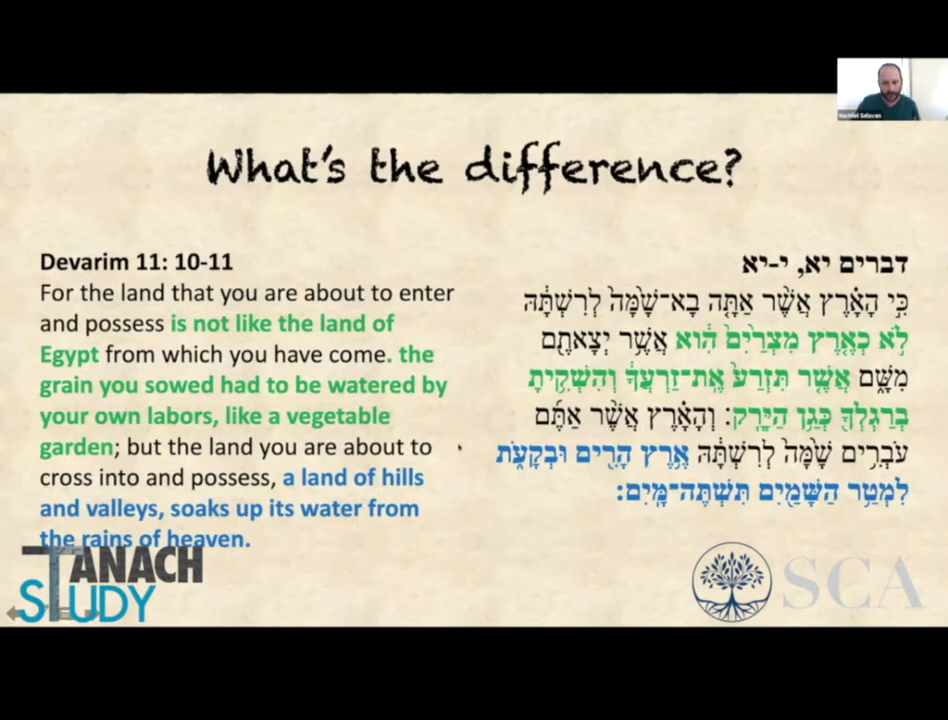 What's the difference?
Devarim 11: 10-11
For the land that you are about to enter
and possess is not like the land of
Egypt from which you have come. the
grain you sowed had to be watered by
your own labors, like a vegetable
garden; but the land you are about to
cross into and possess, a land of hills
and valleys, soaks up its water from
the rains of heaven.
דברים יא, י-יא
כִּ֣י הָאָ֗רֶץ אֲשֶׁ֨ר אַתָּ֤ה בָא־שָׁ֙מָּה֙ לְרִשְׁתָּ֔הּ
לֹ֣א כְאֶ֤רֶץ מִצְרַ֙יִם֙ הִ֔וא אֲשֶׁ֥ר יְצָאתֶ֖ם
מִשָּׁ֑ם אֲשֶׁ֤ר תִּזְרַע֙ אֶֽת־זַרְעֲךָ֔ וְהִשְׁקִ֥יתָ
בְרַגְלְךָ֖ כְּגַ֥ן הַיָּרָֽק׃ וְהָאָ֗רֶץ אֲשֶׁ֨ר אַתֶּ֜ם
עֹבְרִ֥ים שָׁ֙מָּה֙ לְרִשְׁתָּ֔הּ אֶ֥רֶץ הָרִ֖ים וּבְקָעֹ֑ת
לִמְטַ֥ר הַשָּׁמַ֖יִם תִּשְׁתֶּה־מָּֽיִם׃
TANACH
STUDY
SCA